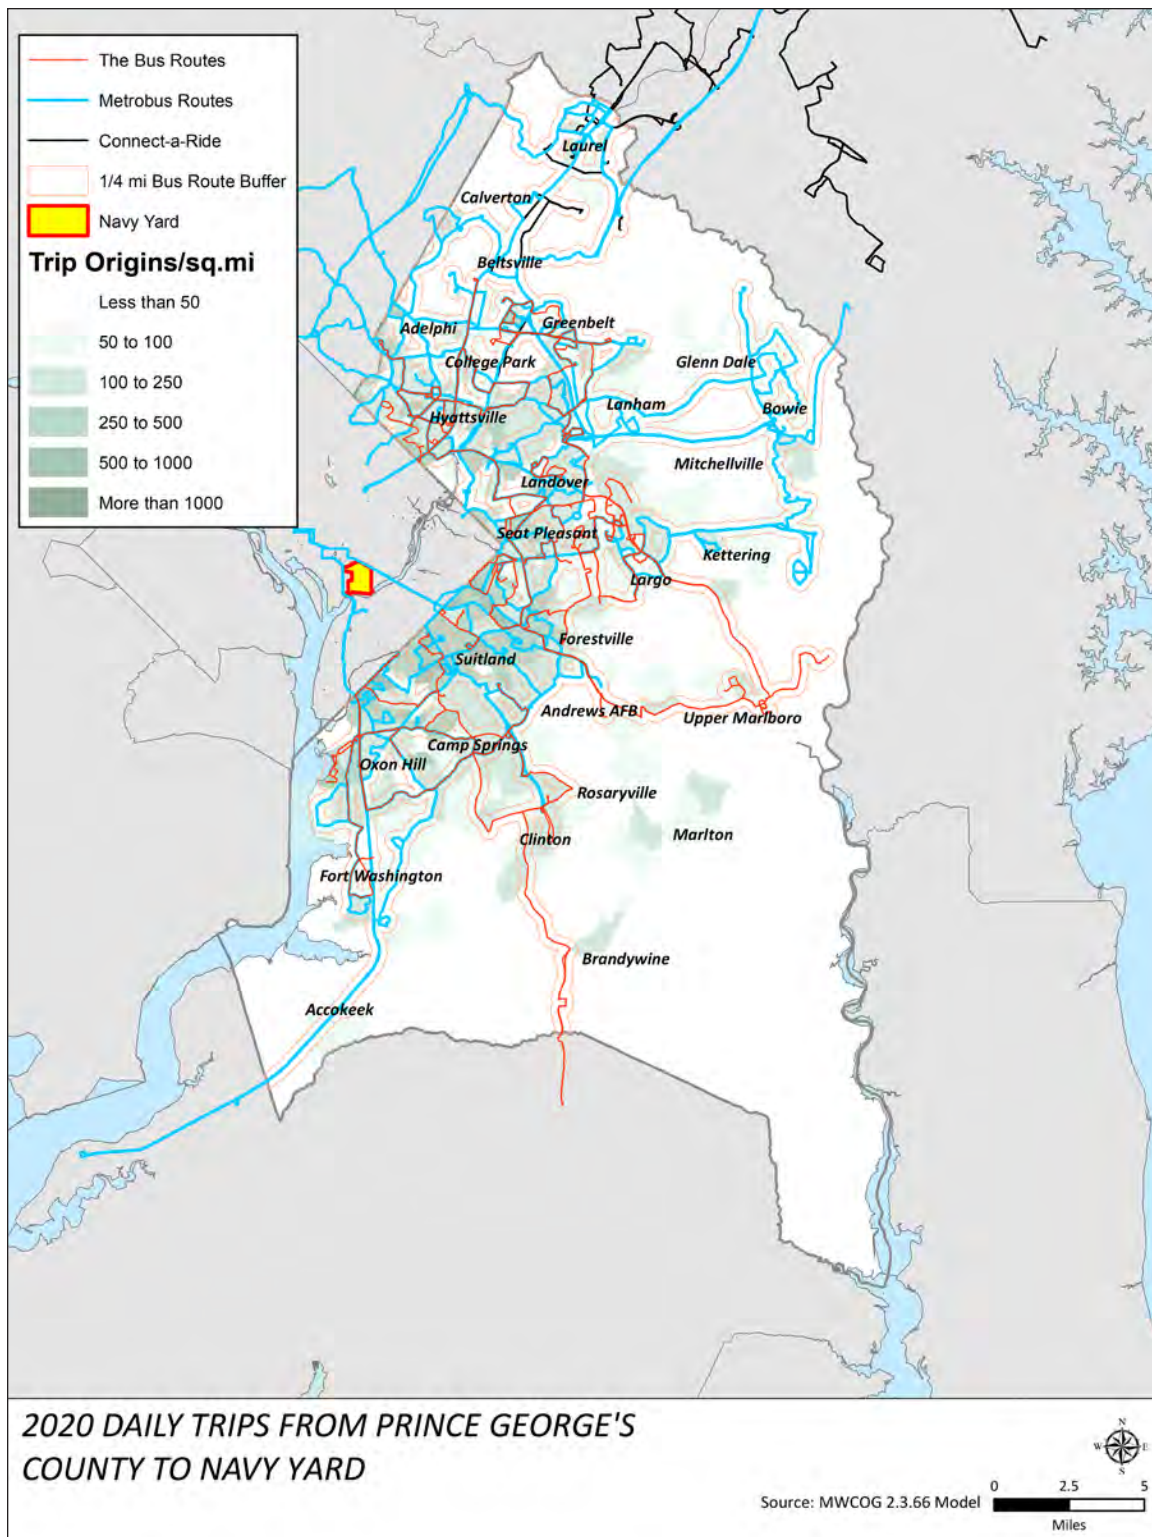 The Bus Routes
Metrobus Routes
Connect-a-Ride
1/4 mi Bus Route Buffer
Navy Yard
Trip Origins/sq.mi
Less than 50
50 to 100
100 to 250
250 to 500
500 to 1000
More than 1000
Laurel
Calverton
Beltsville
Adelphi
Greenbelt
College Park
Glenn Dale
Lanham
Bowie
Hyattsville
Mitchellville
Landover
Seat Pleasant
Kettering
Largo
Forestville
Suitland
Andrews AFB
Upper Marlboro
Camp Springs
Oxon Hill
Rosaryville
Marlton
Clinton
Fort Washington
Brandywine
Accokeek
2020 DAILY TRIPS FROM PRINCE GEORGE'S
COUNTY TO NAVY YARD
N
W E
S
Source: MWCOG 2.3.66 Model
0 2.5 5
Miles